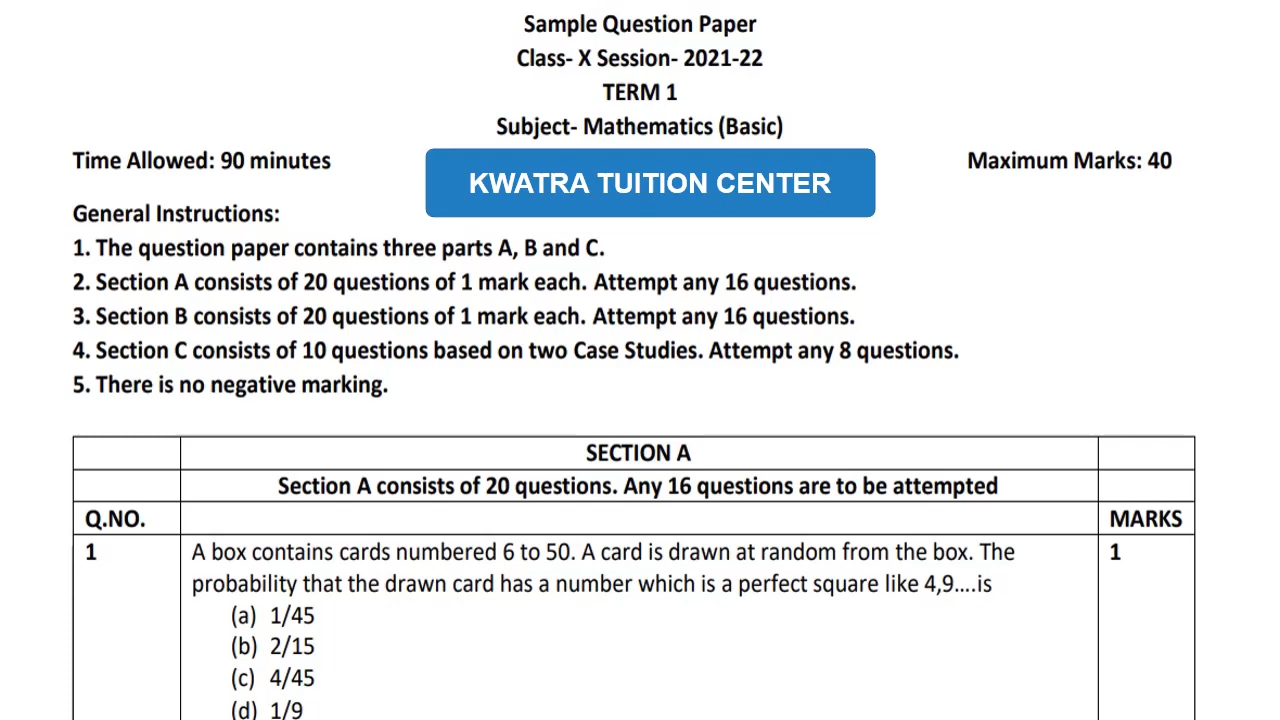 Sample Question Paper
Class- X Session- 2021-22
TERM 1
Subject- Mathematics (Basic)
Time Allowed: 90 minutes
KWATRA TUITION CENTER
Maximum Marks: 40
General Instructions:
1. The question paper contains three parts A, B and C.
2. Section A consists of 20 questions of 1 mark each. Attempt any 16 questions.
3. Section B consists of 20 questions of 1 mark each. Attempt any 16 questions.
4. Section C consists of 10 questions based on two Case Studies. Attempt any 8 questions.
5. There is no negative marking.
SECTION A
Section A consists of 20 questions. Any 16 questions are to be attempted
Q.NO. MARKS
1 A box contains cards numbered 6 to 50. A card is drawn at random from the box. The 1
probability that the drawn card has a number which is a perfect square like 4,9....is
(a) 1/45
(b) 2/15
(c) 4/45
(d) 1/9